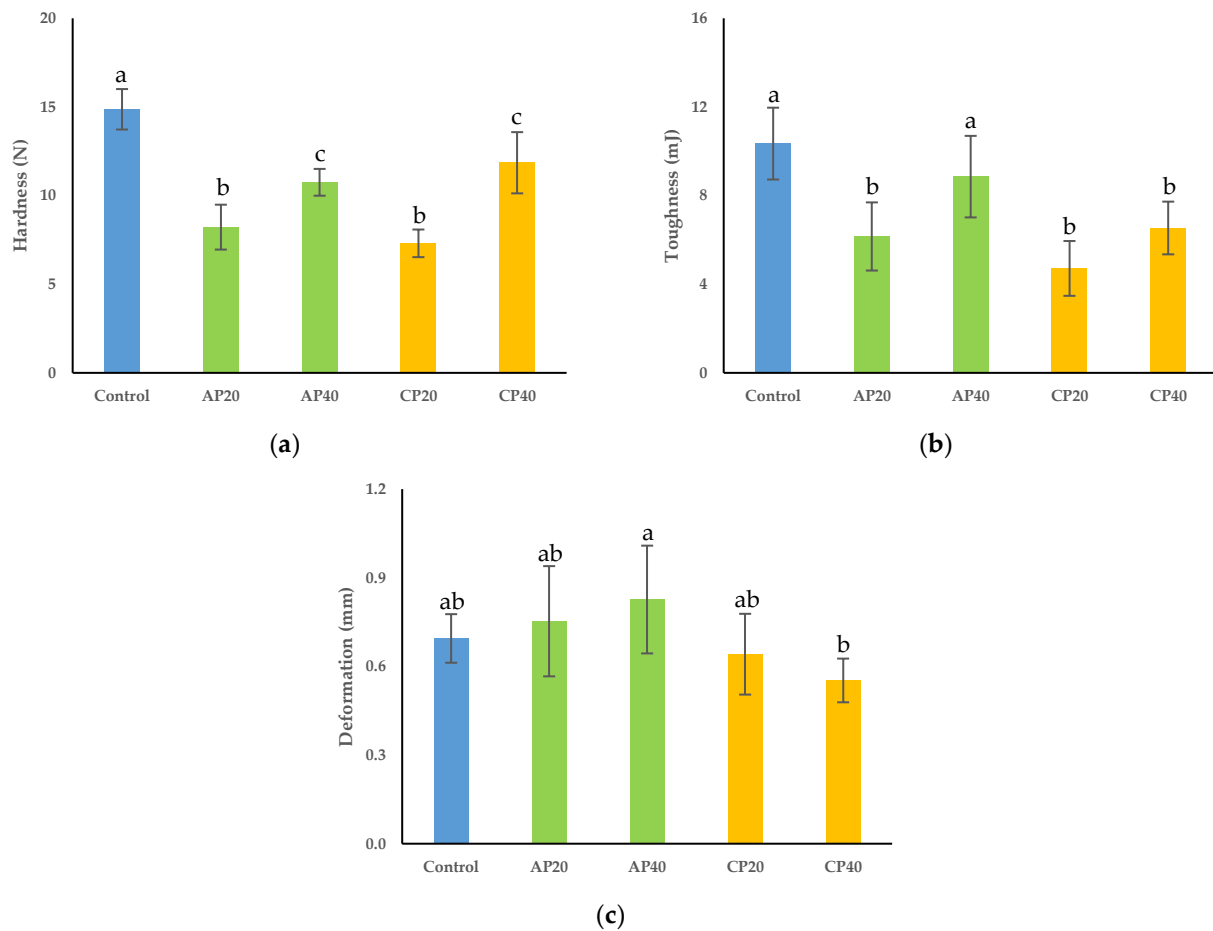 20
15
10
5
0
Hardness (N)
a
b
c
b
c
Control AP20 AP40 CP20 CP40
(a)
16
12
8
4
0
Toughness (mJ)
a
b
a
b
b
Control AP20 AP40 CP20 CP40
(b)
1.2
0.9
0.6
0.3
0.0
Deformation (mm)
ab
ab
a
ab
b
Control AP20 AP40 CP20 CP40
(c)